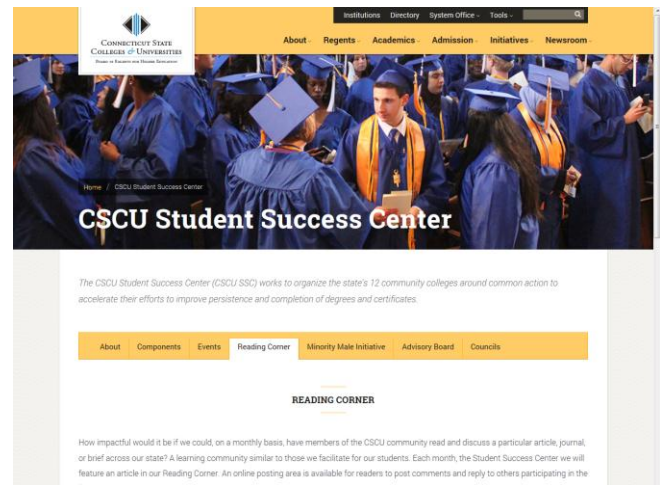 Institutions Directory System Office Tools
CONNECTICUT STATE
COLLEGES & UNIVERSITIES
BOARD OF REGENTS FOR HIGHER EDUCATION
About Regents Academics Admission Initiatives Newsroom
Home / CSCU Student Success Center
CSCU Student Success Center
The CSCU Student Success Center (CSCU SSC) works to organize the state's 12 community colleges around common action to
accelerate their efforts to improve persistence and completion of degrees and certificates.
About Components Events Reading Corner Minority Male Initiative Advisory Board Councils
READING CORNER
How impactful would it be if we could, on a monthly basis, have members of the CSCU community read and discuss a particular article, journal,
or brief across our state? A learning community similar to those we facilitate for our students. Each month, the Student Success Center we will
feature an article in our Reading Corner. An online posting area is available for readers to post comments and reply to others participating in the